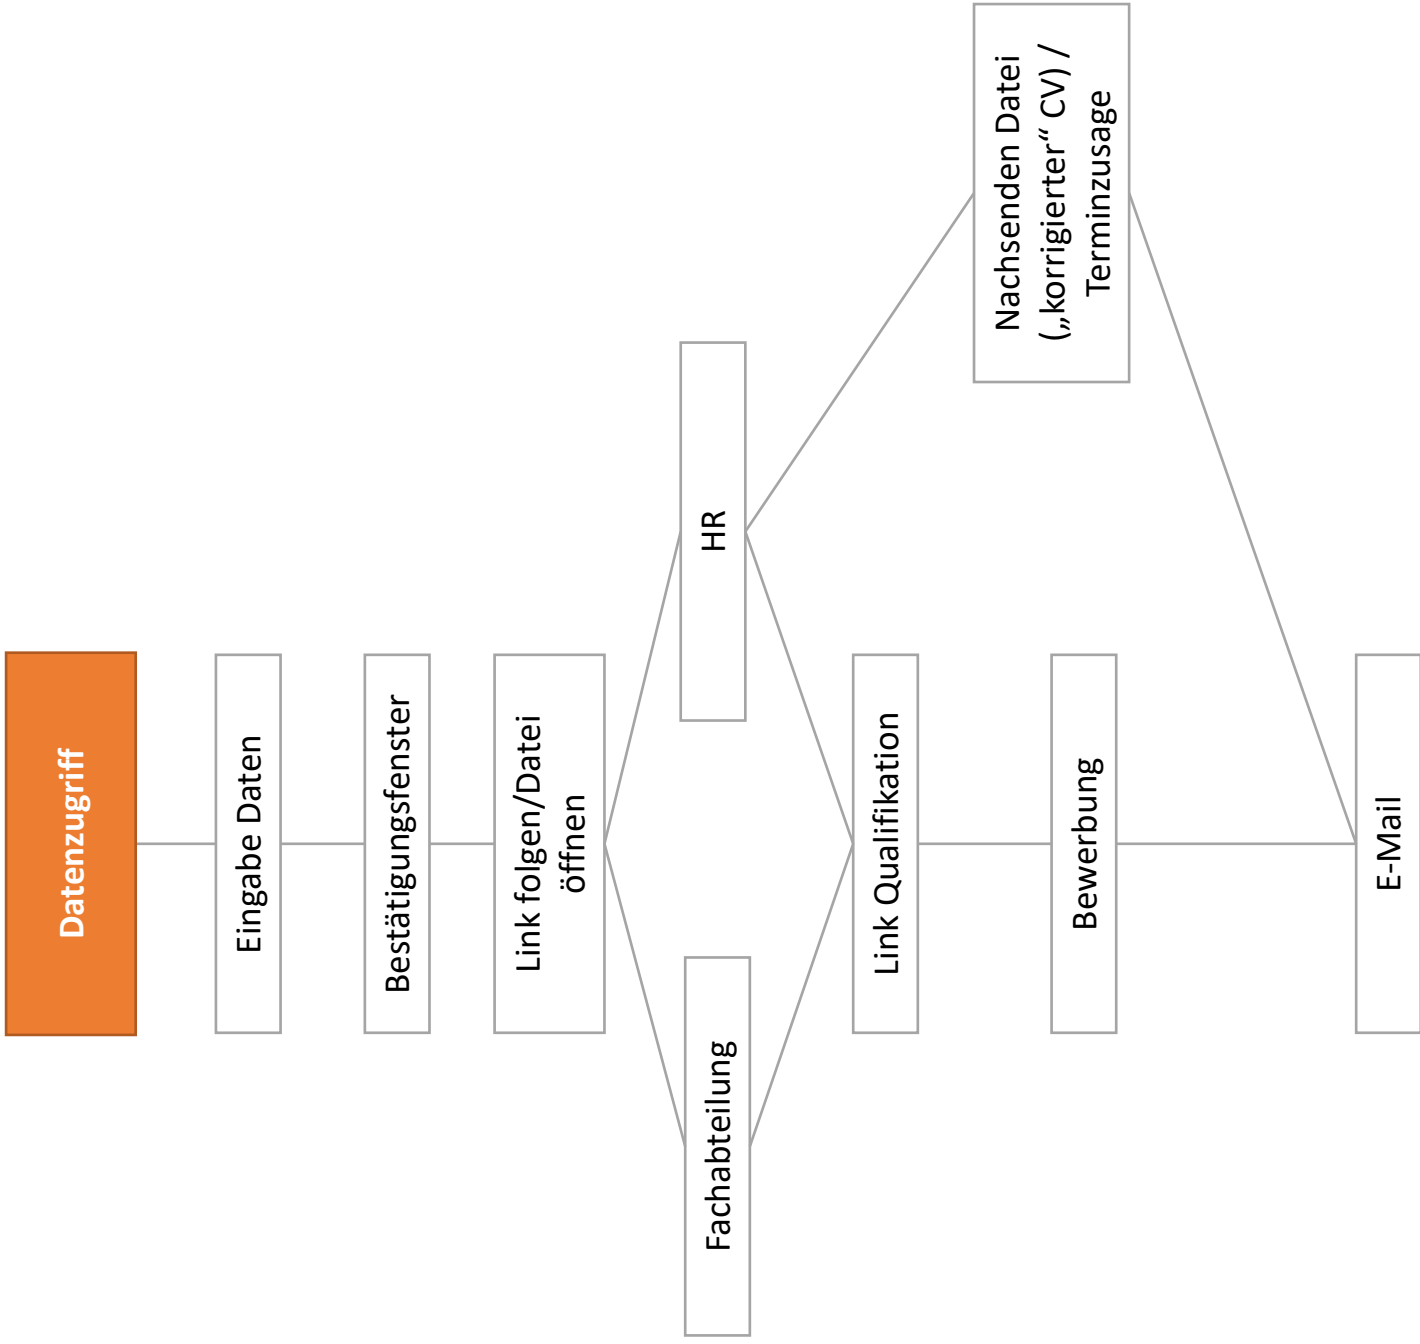 Datenzugriff
Eingabe Daten
Bestätigungsfenster
Link folgen/Datei
öffnen
Fachabteilung
HR
Link Qualifikation
Nachsenden Datei
(„korrigierter“ CV) /
Terminzusage
Bewerbung
E-Mail